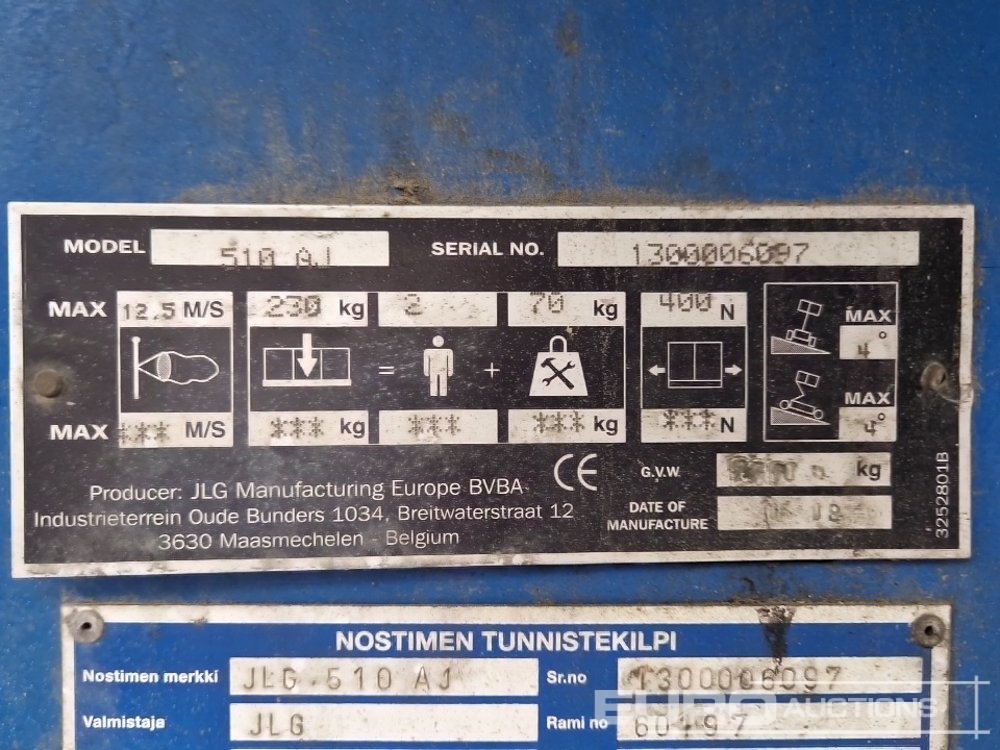 MODEL 510 AJ SERIAL NO. 1300006097
MAX 12.5 M/S 230 kg 2 70 kg 400 N MAX 4°
= +
MAX *** M/S *** kg *** *** kg *** N MAX 4°
Producer: JLG Manufacturing Europe BVBA
Industrieterrein Oude Bunders 1034, Breitwaterstraat 12
3630 Maasmechelen - Belgium
CE
G.V.W. kg
DATE OF
MANUFACTURE
3252801B
NOSTIMEN TUNNISTEKILPI
Nostimen merkki JLG 510 AJ Sr.no 1300006097
Valmistaja JLG Rami no 60197
EURO AUCTIONS